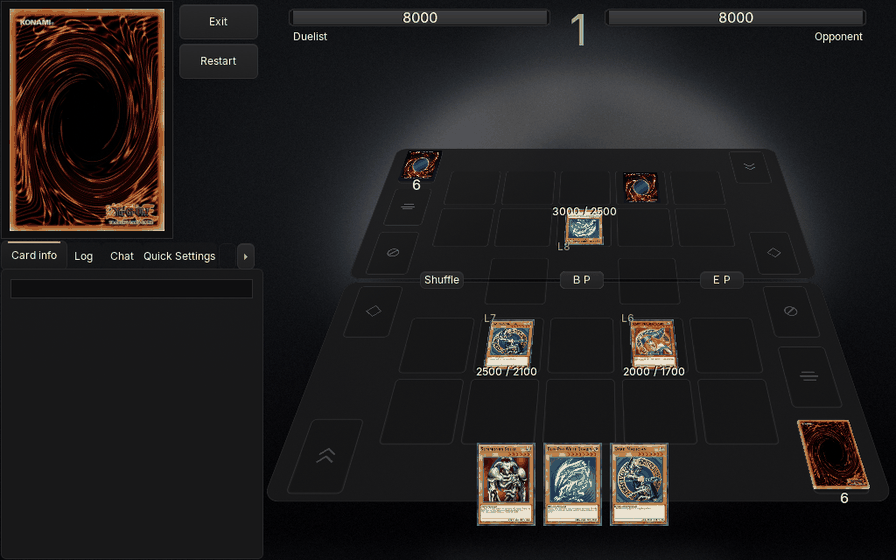 KONAMI
Exit
Restart
8000
8000
Duelist
1
Opponent
6
3000 / 2500
L8
Card info
Log
Chat
Quick Settings
Shuffle
B P
E P
L7
L6
2500 / 2100
2000 / 1700
6